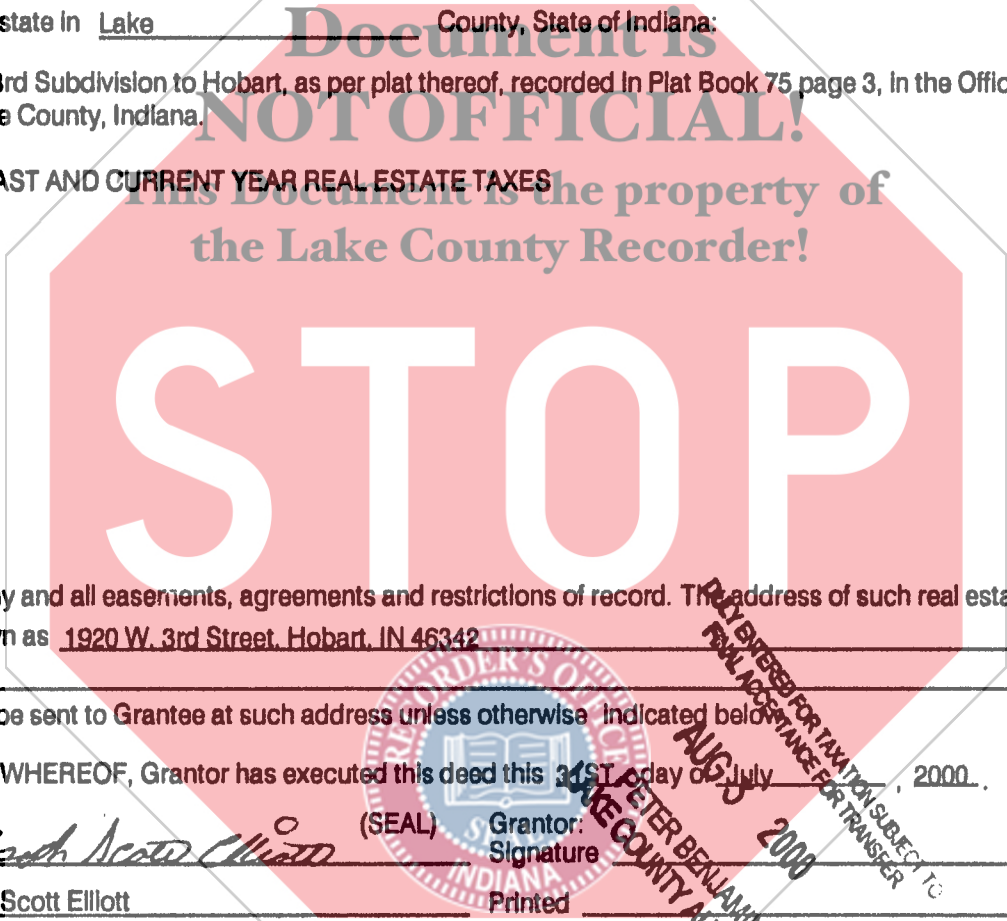 state in Lake County, State of Indiana:
Document is
3rd Subdivision to Hobart, as per plat thereof, recorded in Plat Book 75 page 3, in the Offic
e County, Indiana.
NOT OFFICIAL!
AST AND CURRENT YEAR REAL ESTATE TAXES
This Document is the property of
the Lake County Recorder!
STOP
y and all easements, agreements and restrictions of record. The address of such real esta
n as 1920 W. 3rd Street, Hobart, IN 46342
DULY ENTERED FOR TAXATION SUBJECT TO
FINAL ACCEPTANCE FOR TRANSFER
be sent to Grantee at such address unless otherwise indicated below
AUG 3 2000
WHEREOF, Grantor has executed this deed this 31ST day of July , 2000.
PETER BENJAM
LAKE COUNTY A
(SEAL) Grantor:
Scott Elliott
Signature
Scott Elliott Printed
RECORDER'S OFFICE
SEAL
INDIANA